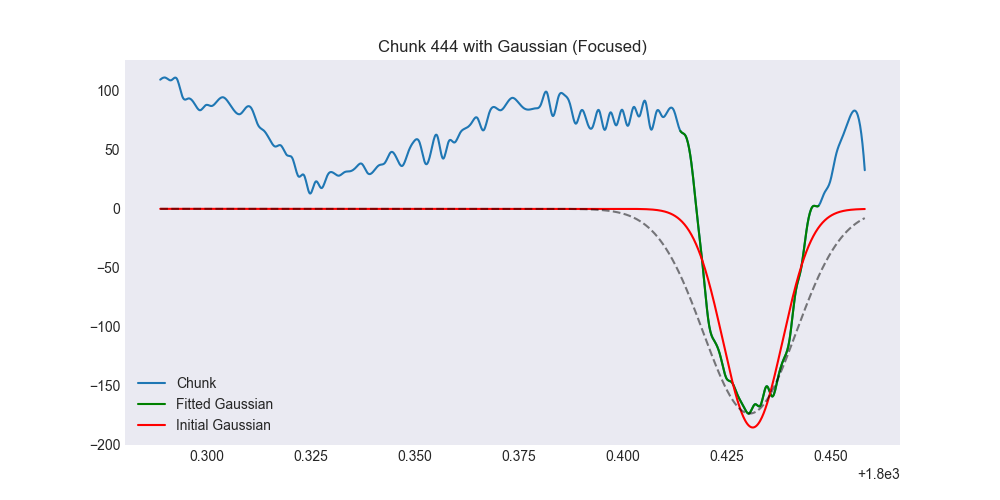 Chunk 444 with Gaussian (Focused)
100
50
0
−50
−100
−150
−200
Chunk
Fitted Gaussian
Initial Gaussian
0.300 0.325 0.350 0.375 0.400 0.425 0.450
+1.8e3